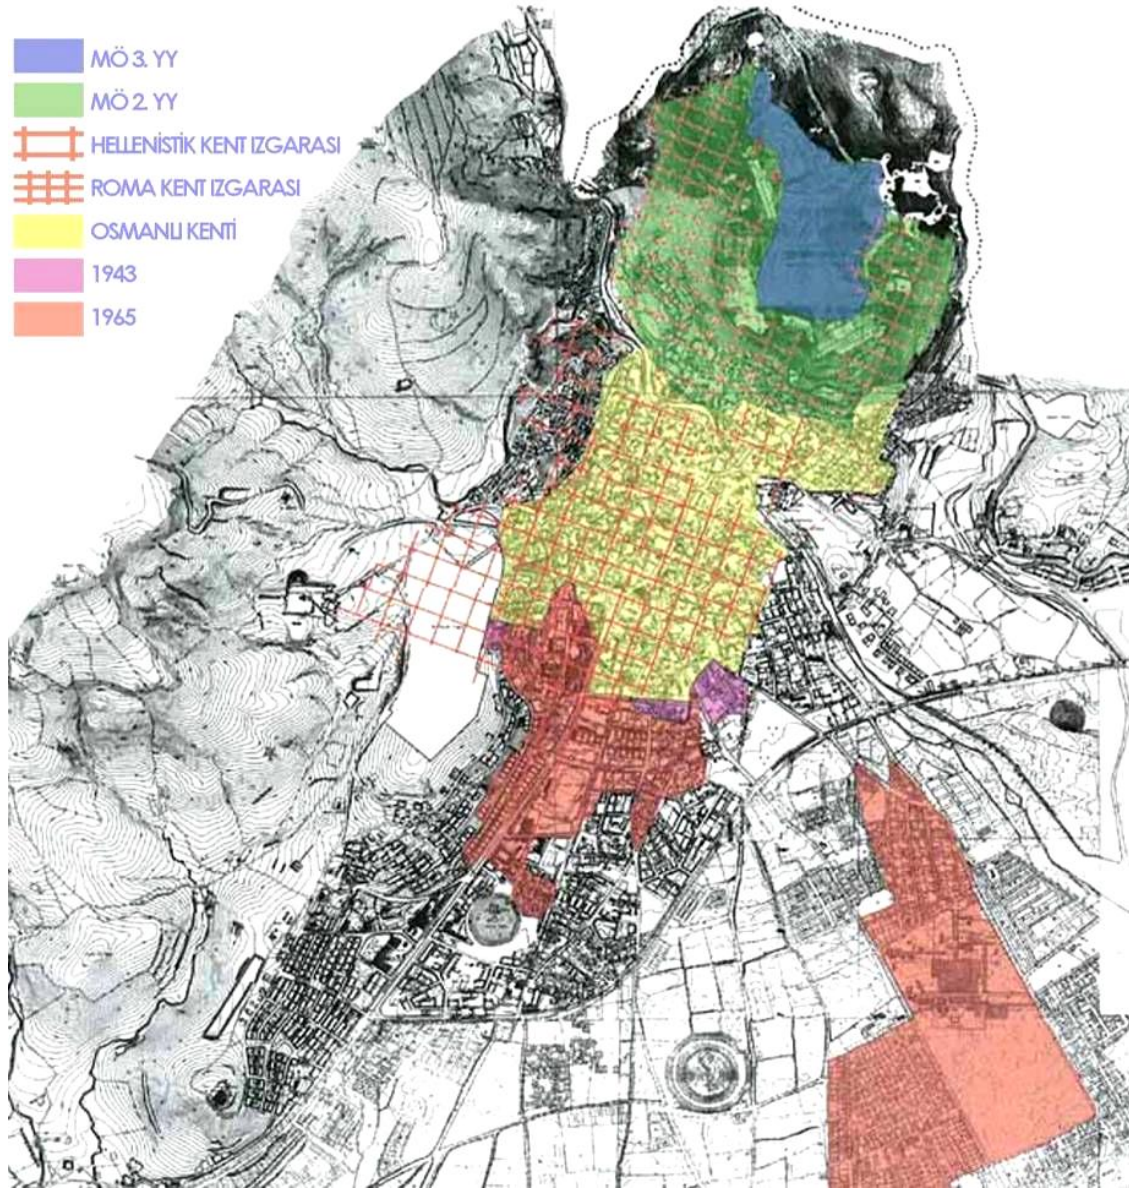 MÖ 3. YY
MÖ 2. YY
HELLENİSTİK KENT IZGARASI
ROMA KENT IZGARASI
OSMANLI KENTİ
1943
1965